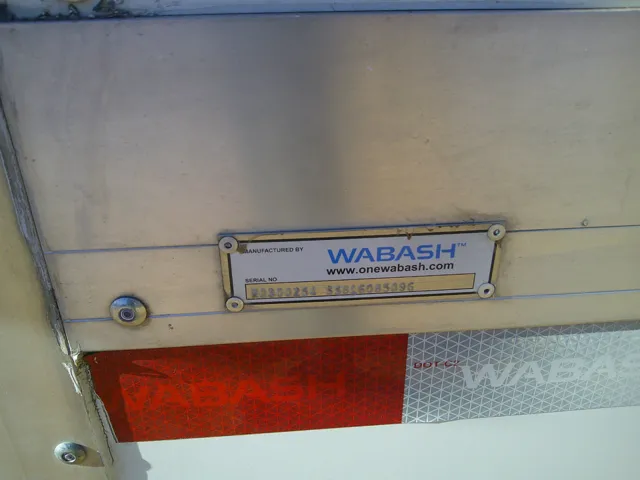 MANUFACTURED BY
WABASH™
www.onewabash.com
SERIAL NO
WABASH
DOT-C2
WABAS